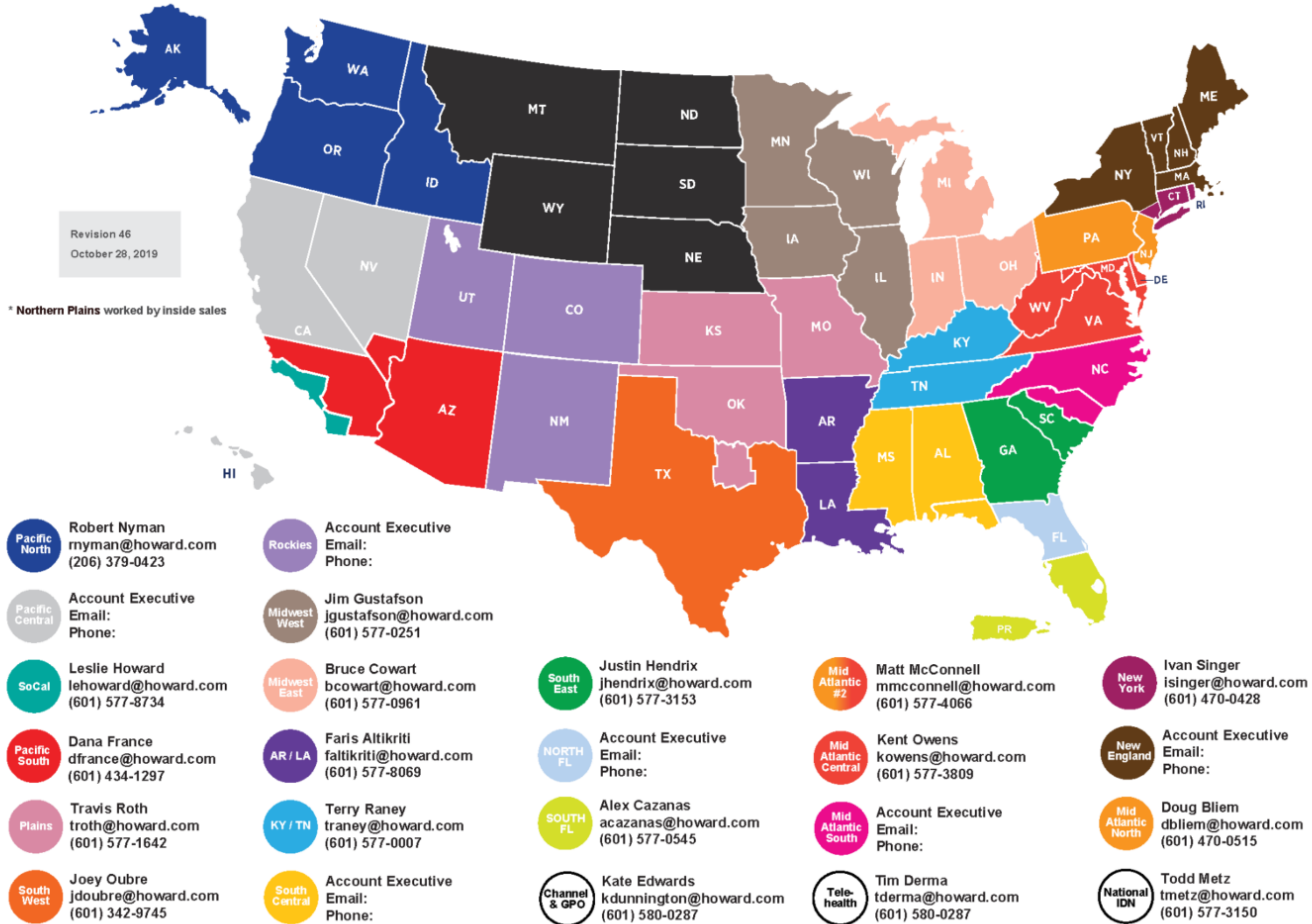 AK
WA
OR
ID
MT
ND
SD
WY
NE
MN
WI
MI
IA
IL
IN
OH
ME
VT
NH
NY
MA
CT
RI
PA
NJ
MD
DE
WV
VA
NV
CA
UT
CO
KS
MO
KY
TN
NC
SC
AZ
NM
OK
AR
TX
LA
MS
AL
GA
FL
HI
PR
Revision 46
October 28, 2019
* Northern Plains worked by inside sales
Pacific
North
Robert Nyman
rnyman@howard.com
(206) 379-0423
Pacific
Central
Account Executive
Email:
Phone:
SoCal
Leslie Howard
lehoward@howard.com
(601) 577-8734
Pacific
South
Dana France
dfrance@howard.com
(601) 434-1297
Plains
Travis Roth
troth@howard.com
(601) 577-1642
South
West
Joey Oubre
jdoubre@howard.com
(601) 342-9745
Rockies
Account Executive
Email:
Phone:
Midwest
West
Jim Gustafson
jgustafson@howard.com
(601) 577-0251
Midwest
East
Bruce Cowart
bcowart@howard.com
(601) 577-0961
AR / LA
Faris Altikriti
faltikriti@howard.com
(601) 577-8069
KY / TN
Terry Raney
traney@howard.com
(601) 577-0007
South
Central
Account Executive
Email:
Phone:
South
East
Justin Hendrix
jhendrix@howard.com
(601) 577-3153
NORTH
FL
Account Executive
Email:
Phone:
SOUTH
FL
Alex Cazanas
acazanas@howard.com
(601) 577-0545
Channel
& GPO
Kate Edwards
kdunnington@howard.com
(601) 580-0287
Mid
Atlantic
#2
Matt McConnell
mmcconnell@howard.com
(601) 577-4066
Mid
Atlantic
Central
Kent Owens
kowens@howard.com
(601) 577-3809
Mid
Atlantic
South
Account Executive
Email:
Phone:
Tele-
health
Tim Derma
tderma@howard.com
(601) 580-0287
New
York
Ivan Singer
isinger@howard.com
(601) 470-0428
New
England
Account Executive
Email:
Phone:
Mid
Atlantic
North
Doug Bliem
dbliem@howard.com
(601) 470-0515
National
IDN
Todd Metz
tmetz@howard.com
(601) 577-3150